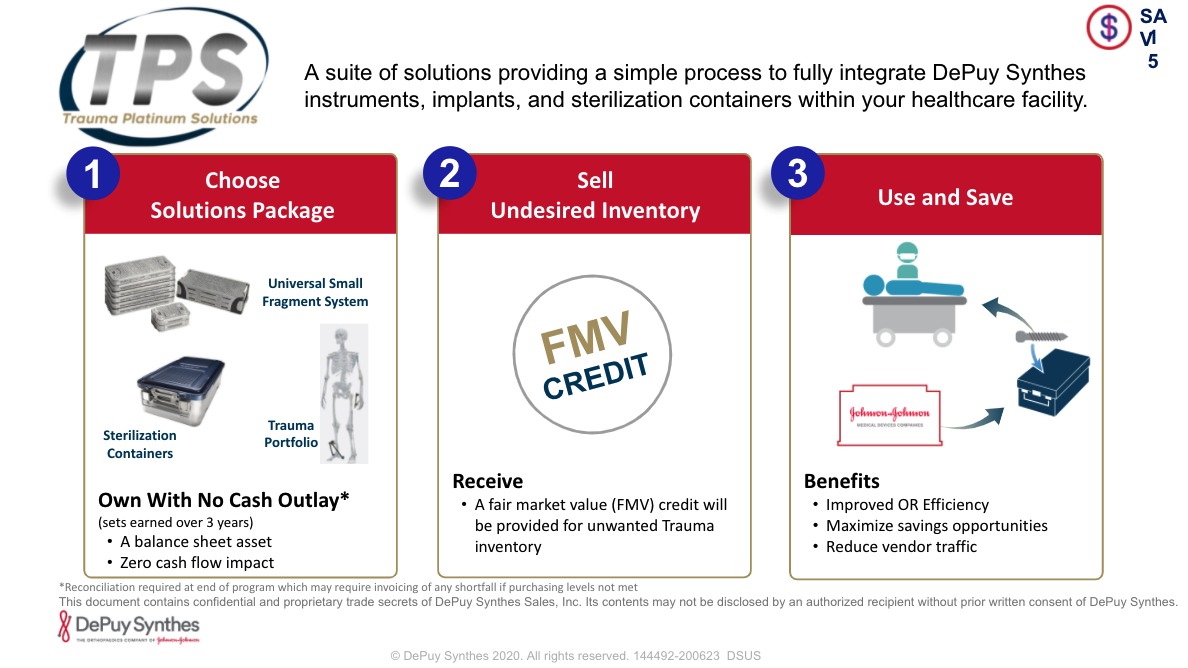 TPS
Trauma Platinum Solutions
SA
VI
5
A suite of solutions providing a simple process to fully integrate DePuy Synthes
instruments, implants, and sterilization containers within your healthcare facility.
1
Choose
Solutions Package
Universal Small
Fragment System
Sterilization
Containers
Trauma
Portfolio
Own With No Cash Outlay*
(sets earned over 3 years)
• A balance sheet asset
• Zero cash flow impact
2
Sell
Undesired Inventory
FMV
CREDIT
Receive
• A fair market value (FMV) credit will
be provided for unwanted Trauma
inventory
3
Use and Save
Johnson & Johnson
MEDICAL DEVICES COMPANIES
Benefits
• Improved OR Efficiency
• Maximize savings opportunities
• Reduce vendor traffic
*Reconciliation required at end of program which may require invoicing of any shortfall if purchasing levels not met
This document contains confidential and proprietary trade secrets of DePuy Synthes Sales, Inc. Its contents may not be disclosed by an authorized recipient without prior written consent of DePuy Synthes.
DePuy Synthes
THE ORTHOPAEDICS COMPANY OF Johnson & Johnson
© DePuy Synthes 2020. All rights reserved. 144492-200623 DSUS